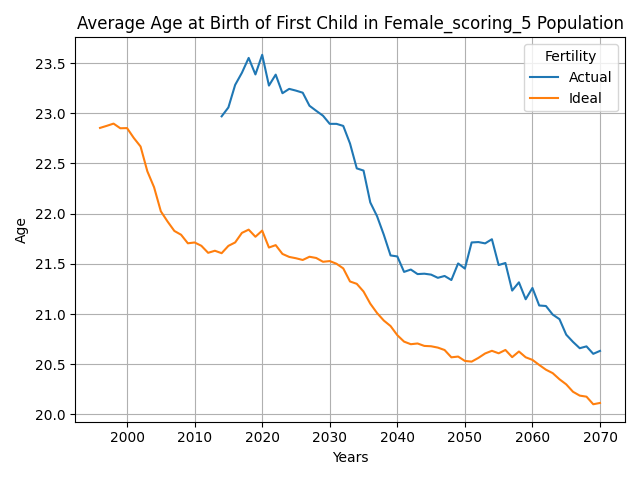 Average Age at Birth of First Child in Female_scoring_5 Population
Fertility
Actual
Ideal
Age
23.5
23.0
22.5
22.0
21.5
21.0
20.5
20.0
2000 2010 2020 2030 2040 2050 2060 2070
Years